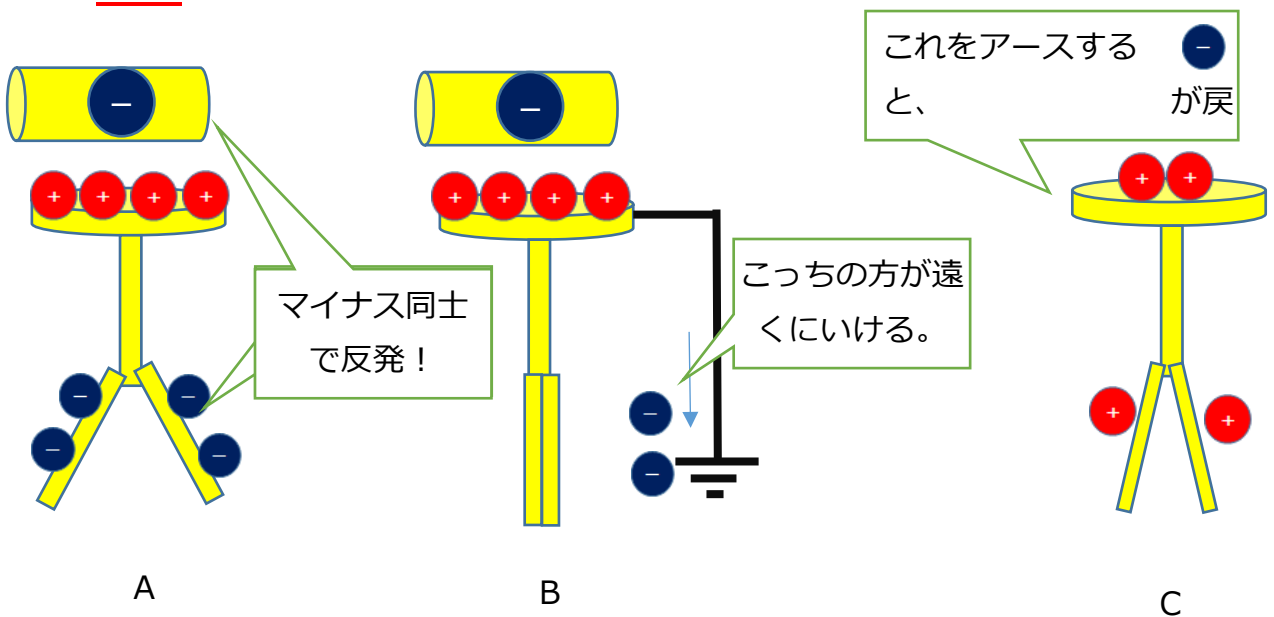 これをアースする −
と、 が戻
− −
+ + + + + + + + + +
こっちの方が遠
くにいける。
マイナス同士
で反発！
− − − −
−
−
+ +
A B C